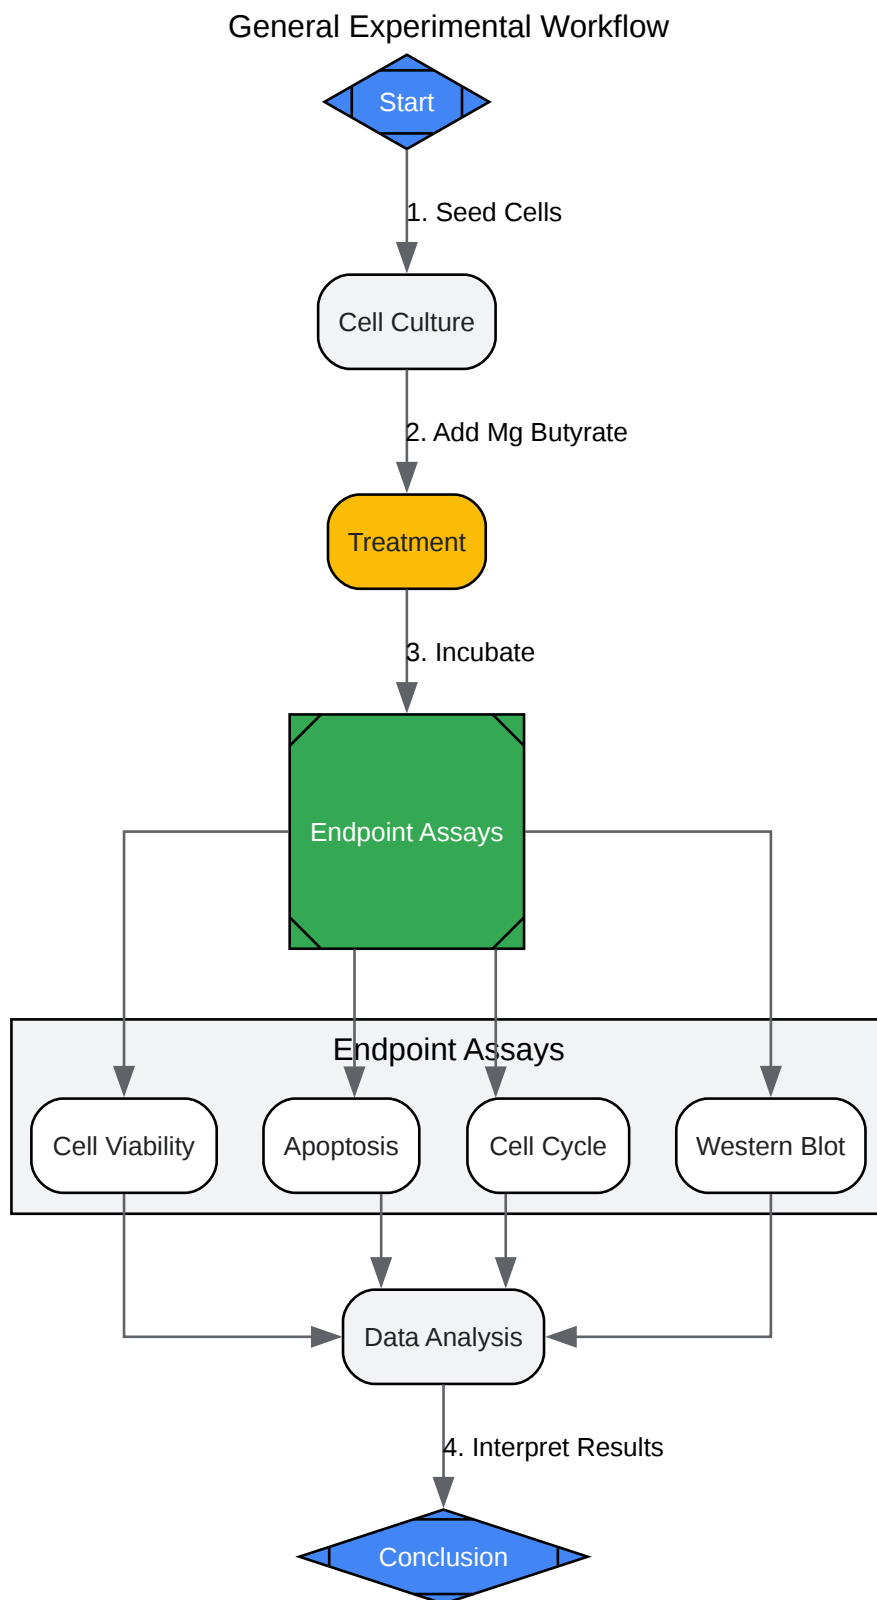 General Experimental Workflow
Start
1. Seed Cells
Cell Culture
2. Add Mg Butyrate
Treatment
3. Incubate
Endpoint Assays
Endpoint Assays
Cell Viability
Apoptosis
Cell Cycle
Western Blot
Data Analysis
4. Interpret Results
Conclusion